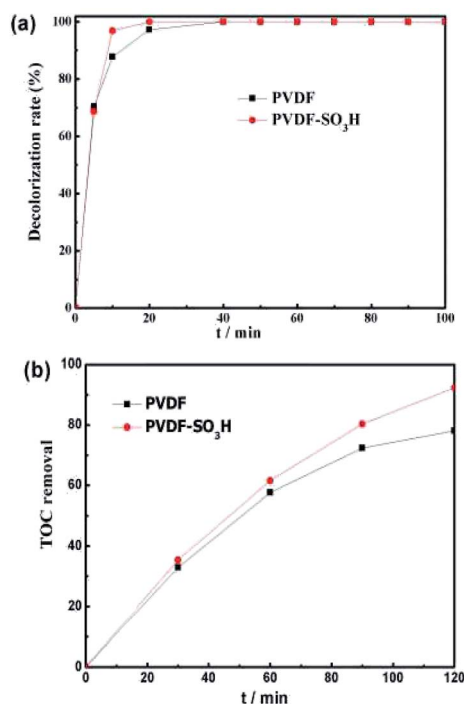 (a)
100
80
60
40
20
0
Decolorization rate (%)
PVDF
PVDF-SO₃H
0 20 40 60 80 100
t / min
(b)
100
80
60
40
20
0
TOC removal
PVDF
PVDF-SO₃H
0 20 40 60 80 100 120
t / min